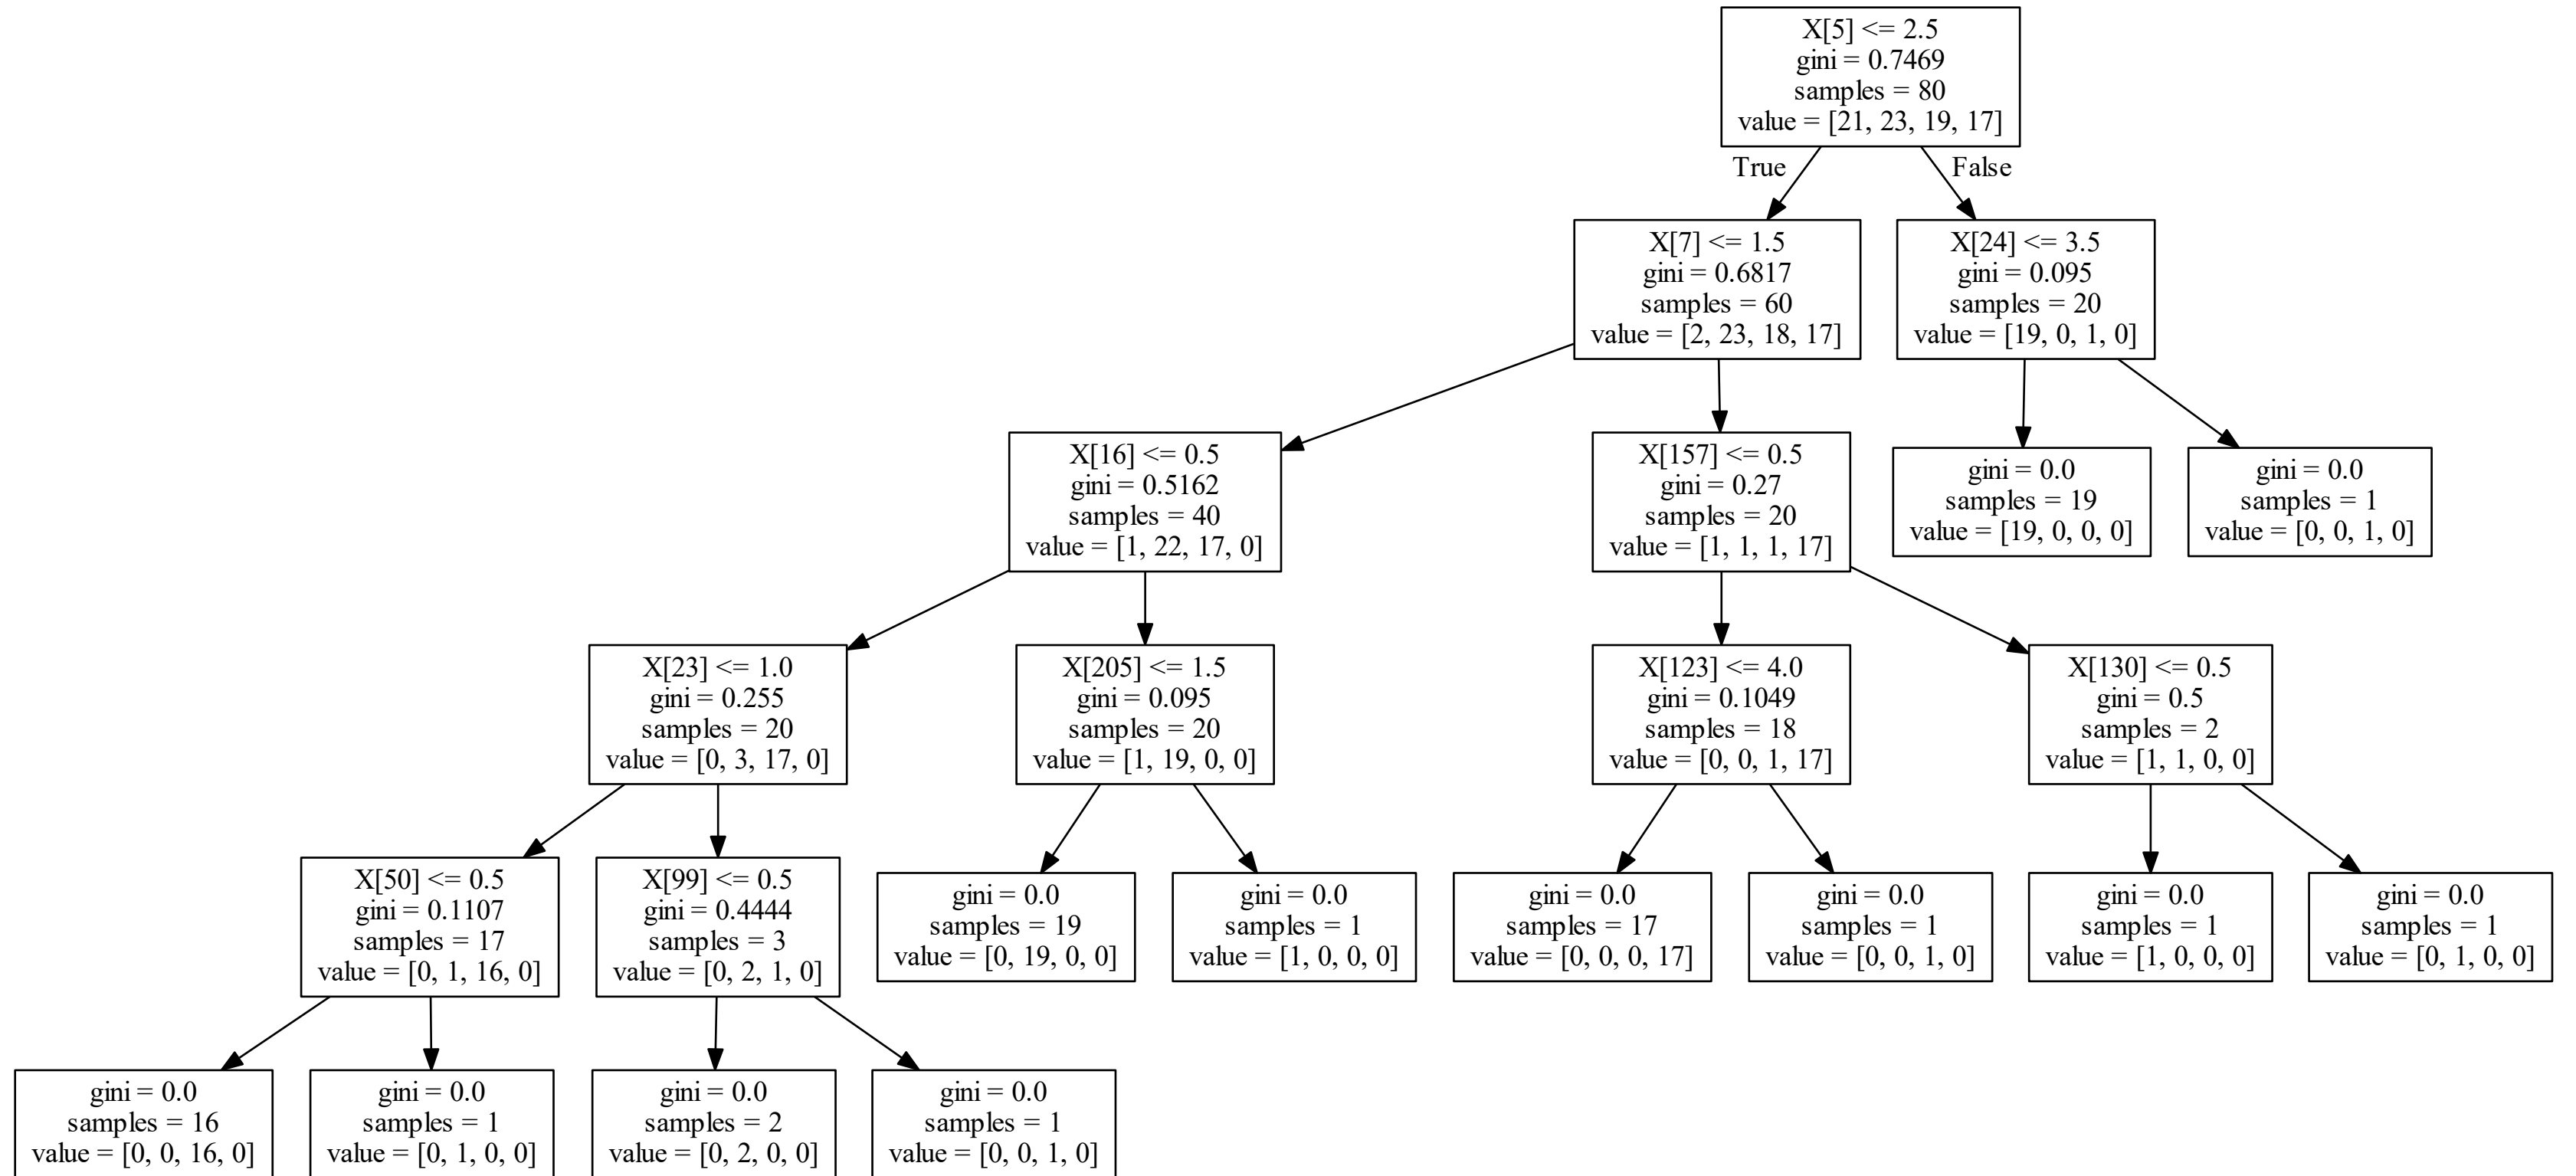 X[5] <= 2.5
gini = 0.7469
samples = 80
value = [21, 23, 19, 17]
True
False
X[7] <= 1.5
gini = 0.6817
samples = 60
value = [2, 23, 18, 17]
X[24] <= 3.5
gini = 0.095
samples = 20
value = [19, 0, 1, 0]
X[16] <= 0.5
gini = 0.5162
samples = 40
value = [1, 22, 17, 0]
X[157] <= 0.5
gini = 0.27
samples = 20
value = [1, 1, 1, 17]
gini = 0.0
samples = 19
value = [19, 0, 0, 0]
gini = 0.0
samples = 1
value = [0, 0, 1, 0]
X[23] <= 1.0
gini = 0.255
samples = 20
value = [0, 3, 17, 0]
X[205] <= 1.5
gini = 0.095
samples = 20
value = [1, 19, 0, 0]
X[123] <= 4.0
gini = 0.1049
samples = 18
value = [0, 0, 1, 17]
X[130] <= 0.5
gini = 0.5
samples = 2
value = [1, 1, 0, 0]
X[50] <= 0.5
gini = 0.1107
samples = 17
value = [0, 1, 16, 0]
X[99] <= 0.5
gini = 0.4444
samples = 3
value = [0, 2, 1, 0]
gini = 0.0
samples = 19
value = [0, 19, 0, 0]
gini = 0.0
samples = 1
value = [1, 0, 0, 0]
gini = 0.0
samples = 17
value = [0, 0, 0, 17]
gini = 0.0
samples = 1
value = [0, 0, 1, 0]
gini = 0.0
samples = 1
value = [1, 0, 0, 0]
gini = 0.0
samples = 1
value = [0, 1, 0, 0]
gini = 0.0
samples = 16
value = [0, 0, 16, 0]
gini = 0.0
samples = 1
value = [0, 1, 0, 0]
gini = 0.0
samples = 2
value = [0, 2, 0, 0]
gini = 0.0
samples = 1
value = [0, 0, 1, 0]